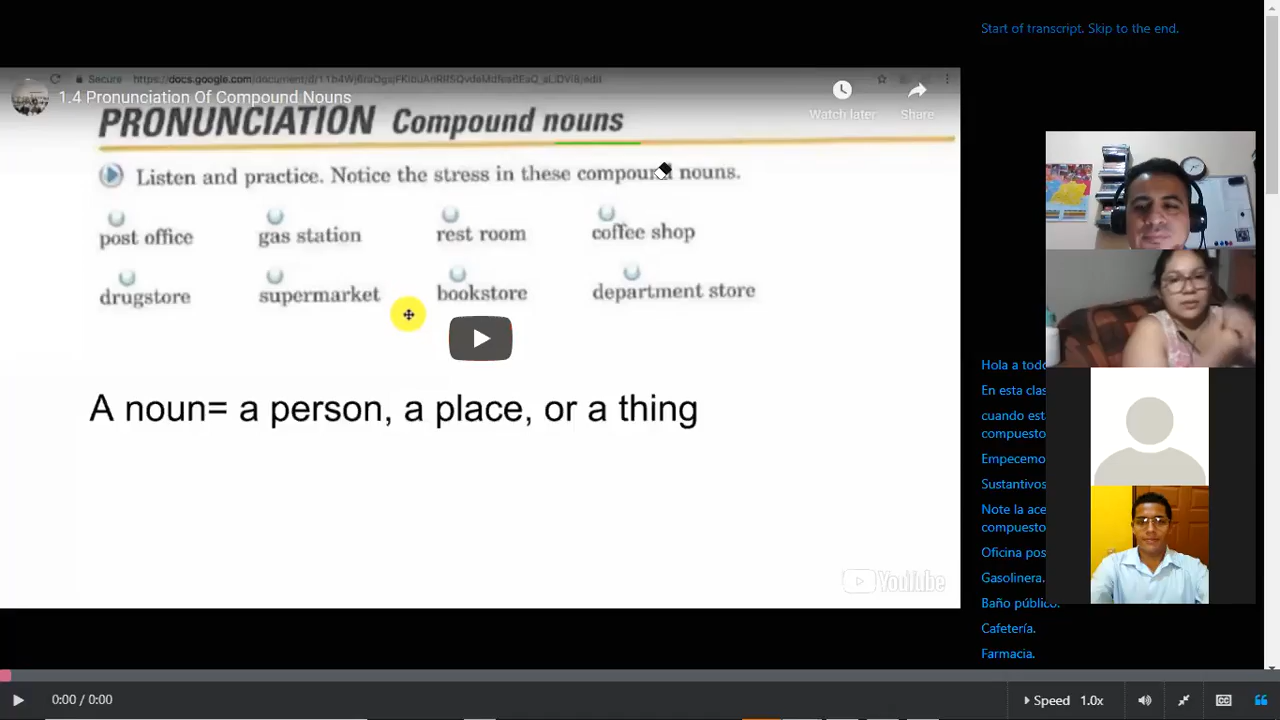 Start of transcript. Skip to the end.
Secure
1.4 Pronunciation Of Compound Nouns
Watch later
Share
PRONUNCIATION Compound nouns
Listen and practice. Notice the stress in these compound nouns.
post office gas station rest room coffee shop
drugstore supermarket bookstore department store
A noun= a person, a place, or a thing
YouTube
Hola a todo
En esta clas
cuando est
compuesto
Empecemo
Sustantivos
Note la ace
compuesto
Oficina pos
Gasolinera.
Baño público.
Cafetería.
Farmacia.
0:00 / 0:00
Speed 1.0x
CC